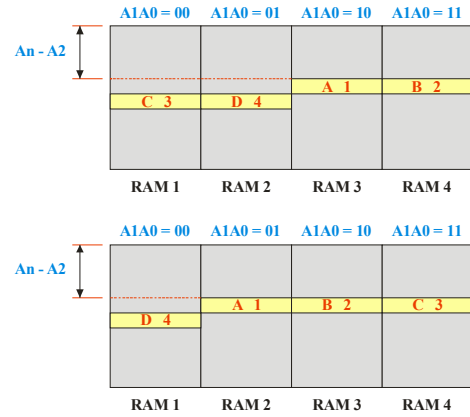 A1A0 = 00 A1A0 = 01 A1A0 = 10 A1A0 = 11
An - A2
A 1 B 2
C 3 D 4
RAM 1 RAM 2 RAM 3 RAM 4
A1A0 = 00 A1A0 = 01 A1A0 = 10 A1A0 = 11
An - A2
A 1 B 2 C 3
D 4
RAM 1 RAM 2 RAM 3 RAM 4